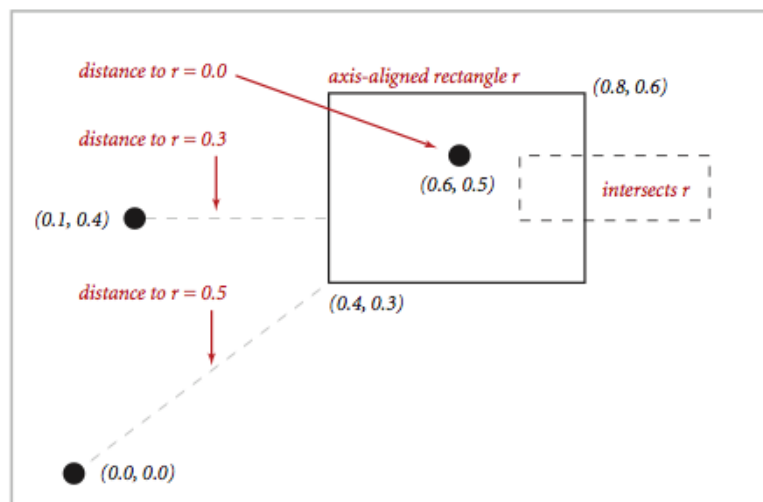 distance to r = 0.0
axis-aligned rectangle r
(0.8, 0.6)
distance to r = 0.3
(0.6, 0.5)
intersects r
(0.1, 0.4)
distance to r = 0.5
(0.4, 0.3)
(0.0, 0.0)